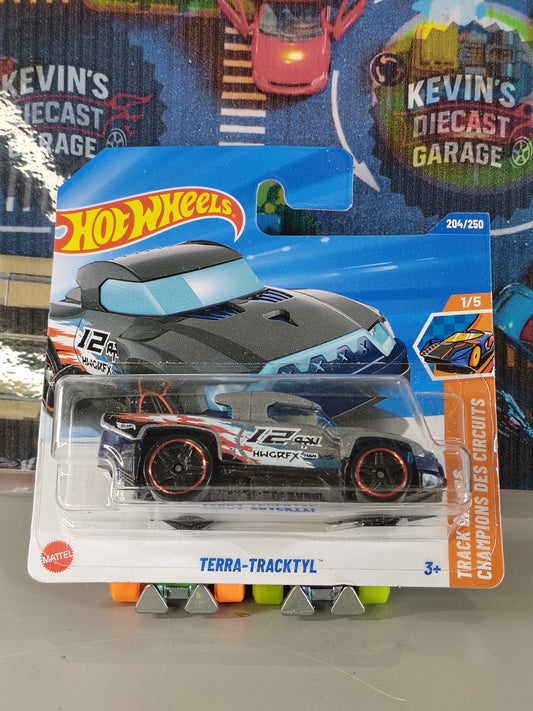 KEVIN'S
DIECAST
GARAGE
KEVIN'S
DIECAST
GARAGE
HOT WHEELS
204/250
1/5
12
HWGRFX
12
HWGRFX
TRACK
CHAMPIONS DES CIRCUITS
MATTEL
TERRA-TRACKTYL™
3+